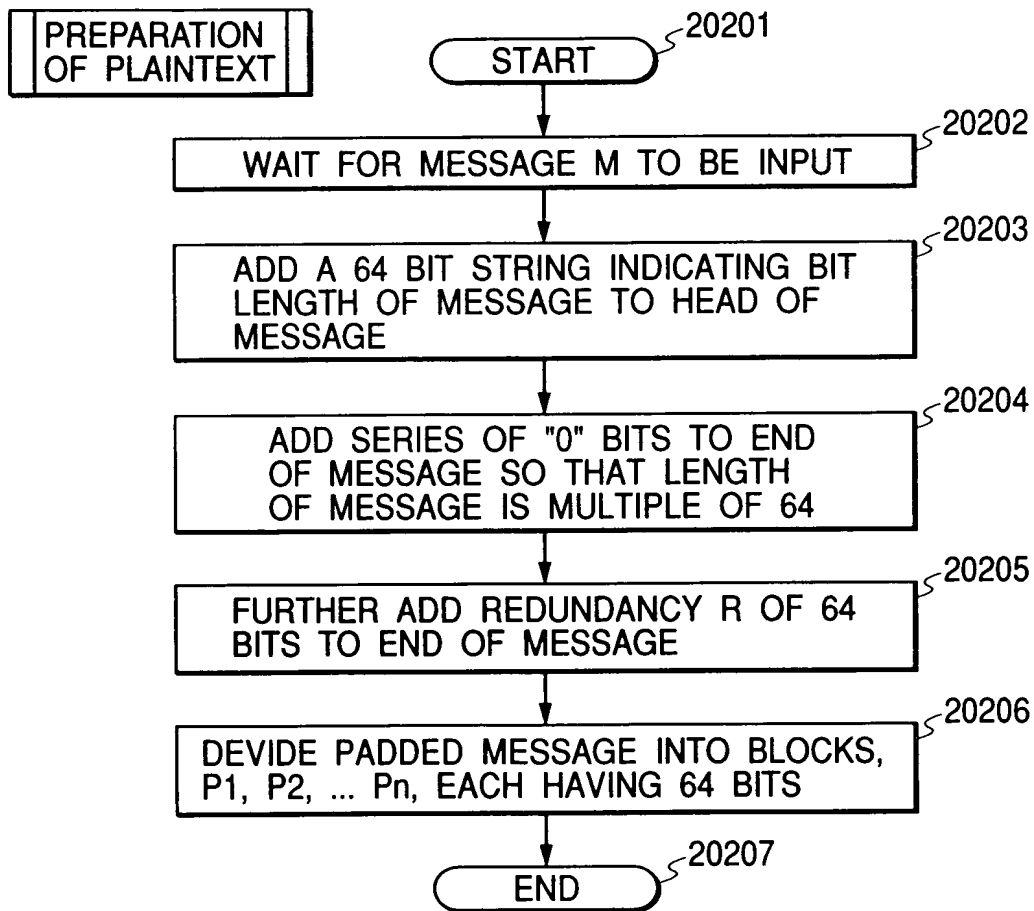 PREPARATION
OF PLAINTEXT
20201
START
20202
WAIT FOR MESSAGE M TO BE INPUT
20203
ADD A 64 BIT STRING INDICATING BIT
LENGTH OF MESSAGE TO HEAD OF
MESSAGE
20204
ADD SERIES OF "0" BITS TO END
OF MESSAGE SO THAT LENGTH
OF MESSAGE IS MULTIPLE OF 64
20205
FURTHER ADD REDUNDANCY R OF 64
BITS TO END OF MESSAGE
20206
DEVIDE PADDED MESSAGE INTO BLOCKS,
P1, P2, ... Pn, EACH HAVING 64 BITS
20207
END